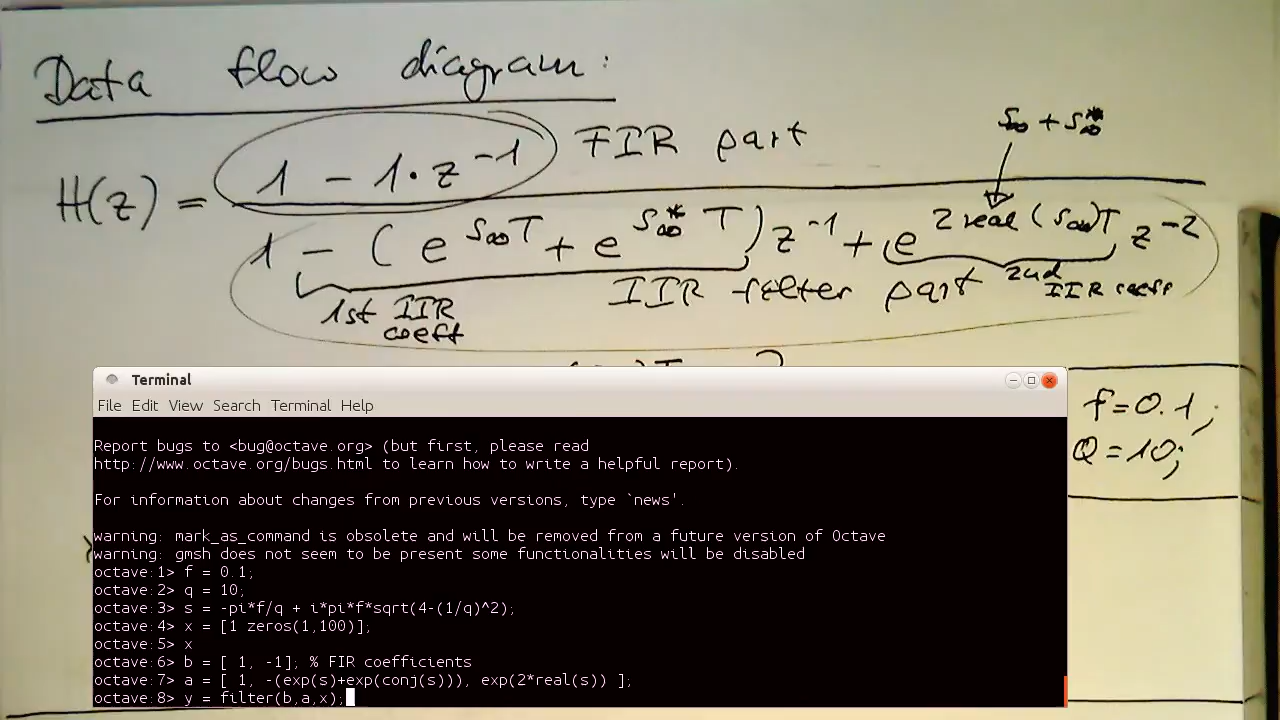 Data flow diagram:
H(z) = 1 - 1·z^-1 FIR part
s∞ + s∞*
1 - (e^s∞T + e^s∞*T) z^-1 + e^2 real(s∞)T z^-2
1st IIR coeff
IIR filter part
2nd IIR coeff
f=0.1;
Q=10;
Terminal
File Edit View Search Terminal Help
Report bugs to <bug@octave.org> (but first, please read
http://www.octave.org/bugs.html to learn how to write a helpful report).
For information about changes from previous versions, type `news'.
warning: mark_as_command is obsolete and will be removed from a future version of Octave
warning: gmsh does not seem to be present some functionalities will be disabled
octave:1> f = 0.1;
octave:2> q = 10;
octave:3> s = -pi*f/q + i*pi*f*sqrt(4-(1/q)^2);
octave:4> x = [1 zeros(1,100)];
octave:5> x
octave:6> b = [ 1, -1]; % FIR coefficients
octave:7> a = [ 1, -(exp(s)+exp(conj(s))), exp(2*real(s)) ];
octave:8> y = filter(b,a,x);